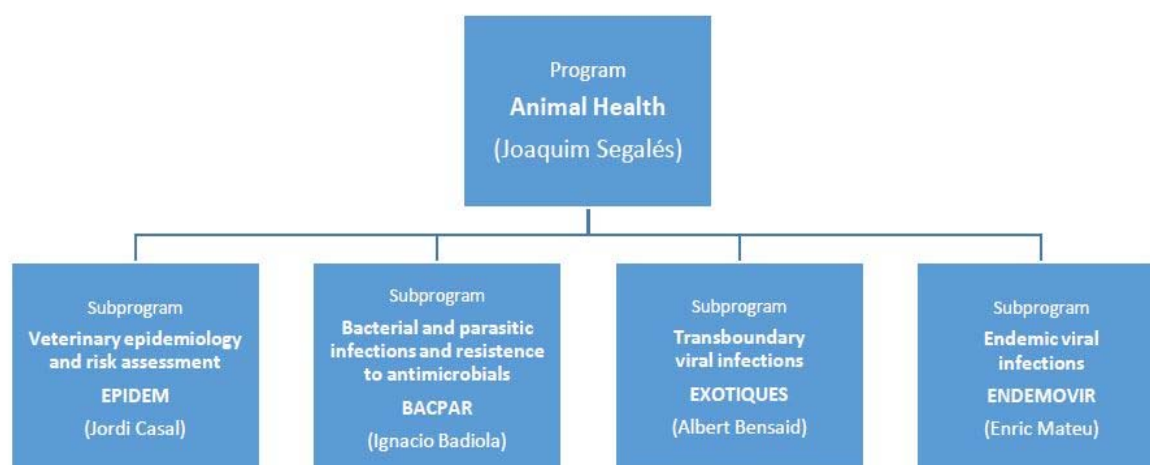 Program
Animal Health
(Joaquim Segalés)
Subprogram
Veterinary epidemiology
and risk assessment
EPIDEM
(Jordi Casal)
Subprogram
Bacterial and parasitic
infections and resistence
to antimicrobials
BACPAR
(Ignacio Badiola)
Subprogram
Transboundary
viral infections
EXOTIQUES
(Albert Bensaid)
Subprogram
Endemic viral
infections
ENDEMOVIR
(Enric Mateu)